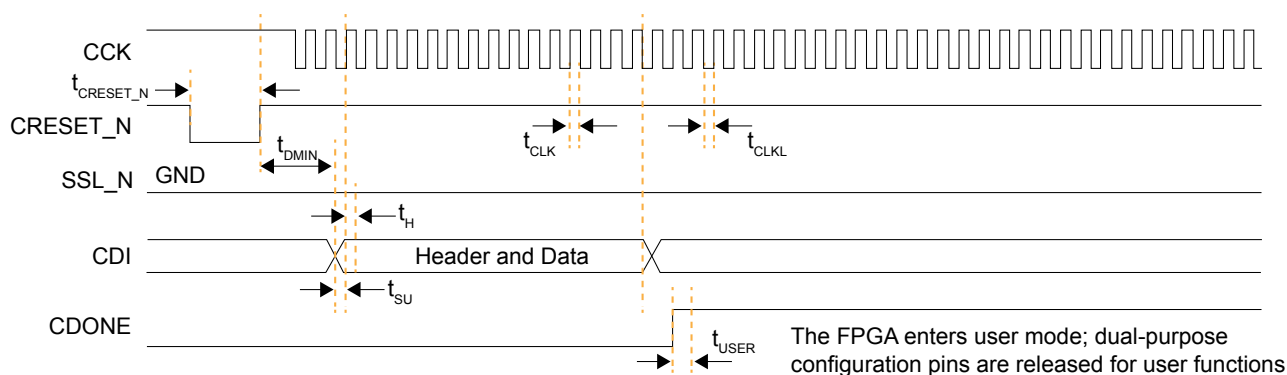 CCK
tCRESET_N
CRESET_N
tCLK
tCLKL
tDMIN
SSL_N
GND
tH
CDI
Header and Data
tSU
CDONE
tUSER
The FPGA enters user mode; dual-purpose
configuration pins are released for user functions